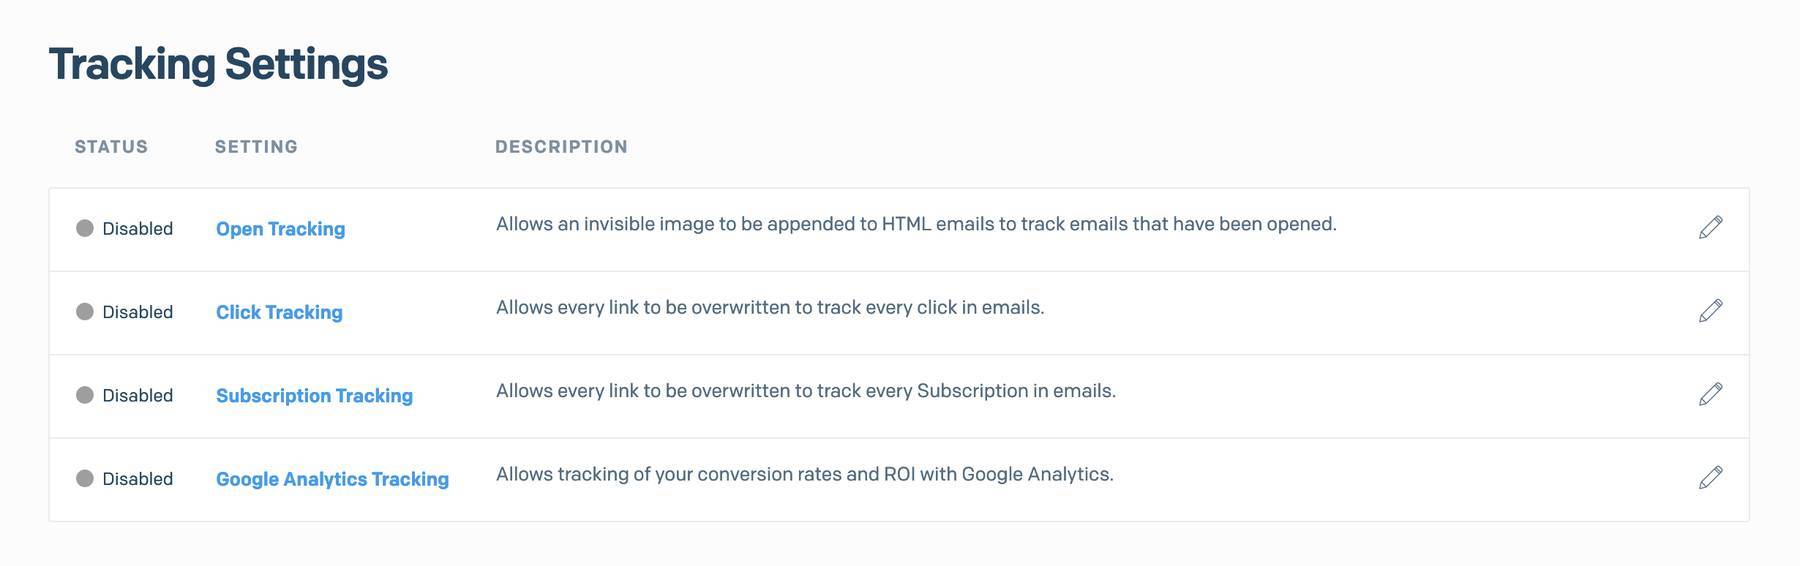 Tracking Settings
STATUS SETTING DESCRIPTION
Disabled Open Tracking Allows an invisible image to be appended to HTML emails to track emails that have been opened.
Disabled Click Tracking Allows every link to be overwritten to track every click in emails.
Disabled Subscription Tracking Allows every link to be overwritten to track every Subscription in emails.
Disabled Google Analytics Tracking Allows tracking of your conversion rates and ROI with Google Analytics.